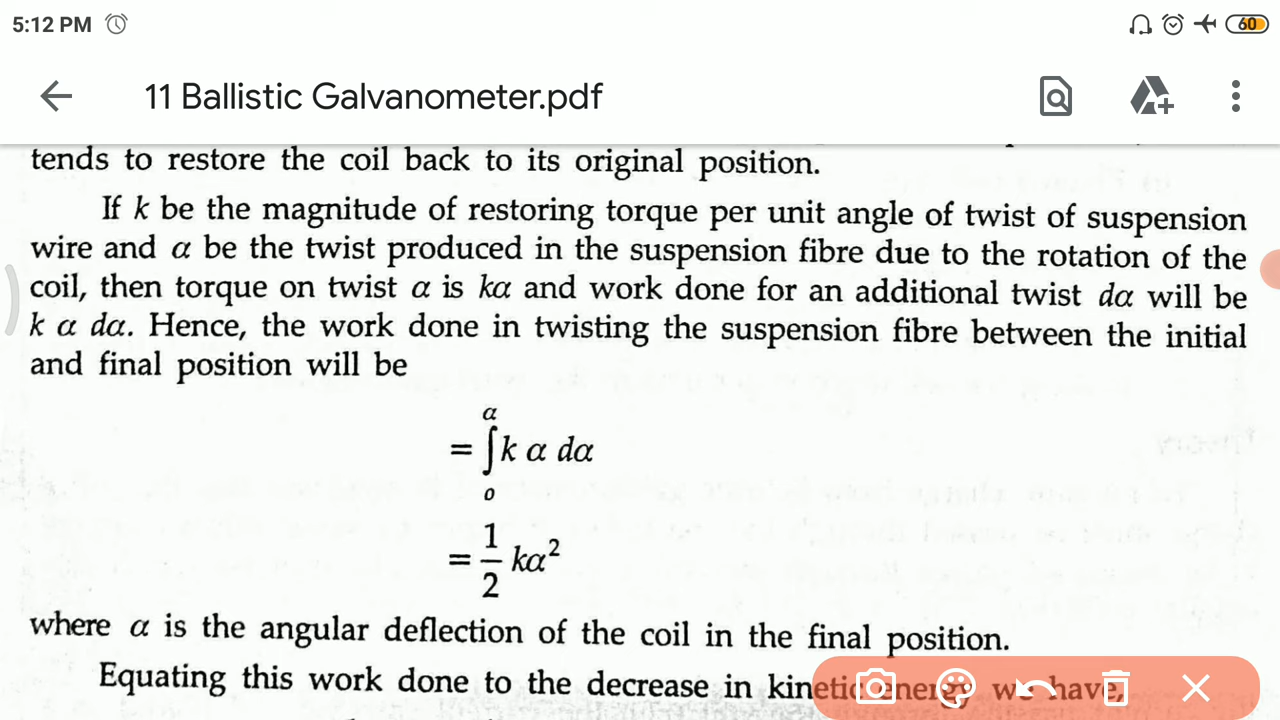 5:12 PM
60
11 Ballistic Galvanometer.pdf
tends to restore the coil back to its original position.
If k be the magnitude of restoring torque per unit angle of twist of suspension
wire and α be the twist produced in the suspension fibre due to the rotation of the
coil, then torque on twist α is kα and work done for an additional twist dα will be
k α dα. Hence, the work done in twisting the suspension fibre between the initial
and final position will be
α
= ∫ k α dα
o
= 1/2 kα²
where α is the angular deflection of the coil in the final position.
Equating this work done to the decrease in kinetic energy we have,